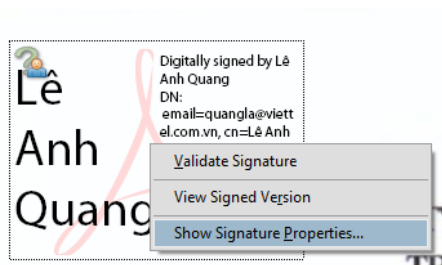 Lê
Anh
Quang
Digitally signed by Lê
Anh Quang
DN:
email=quangla@viett
el.com.vn, cn=Lê Anh
Validate Signature
View Signed Version
Show Signature Properties...